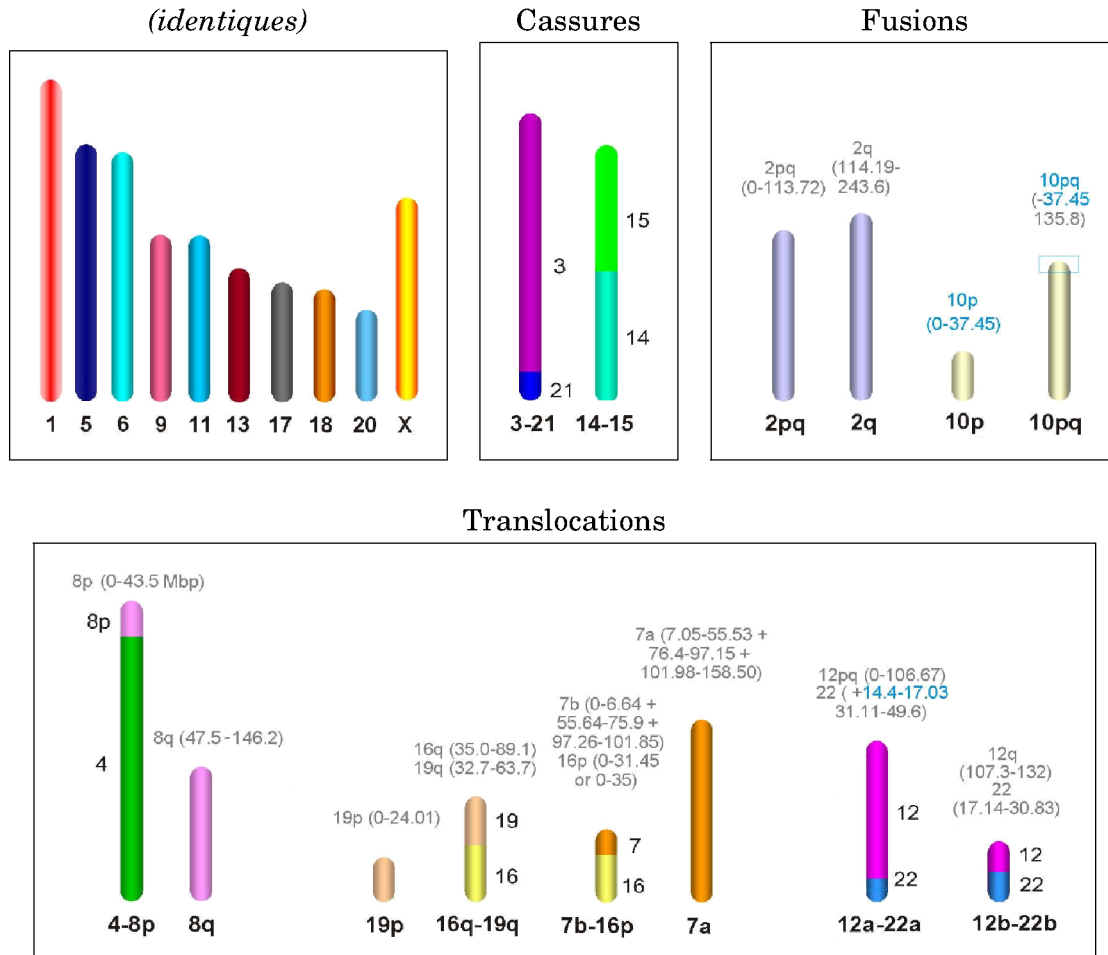 (identiques)
Cassures
Fusions
1 5 6 9 11 13 17 18 20 X
15
3
14
21
3-21 14-15
2pq
(0-113.72)
2q
(114.19-
243.6)
10p
(0-37.45)
10pq
(-37.45
135.8)
2pq 2q 10p 10pq
Translocations
8p (0-43.5 Mbp)
8p
4
8q (47.5-146.2)
19p (0-24.01)
16q (35.0-89.1)
19q (32.7-63.7)
19
16
7b (0-6.64 +
55.64-75.9 +
97.26-101.85)
16p (0-31.45
or 0-35)
7
16
7a (7.05-55.53 +
76.4-97.15 +
101.98-158.50)
12pq (0-106.67)
22 ( +14.4-17.03
31.11-49.6)
12
22
12q
(107.3-132)
22
(17.14-30.83)
12
22
4-8p 8q 19p 16q-19q 7b-16p 7a 12a-22a 12b-22b